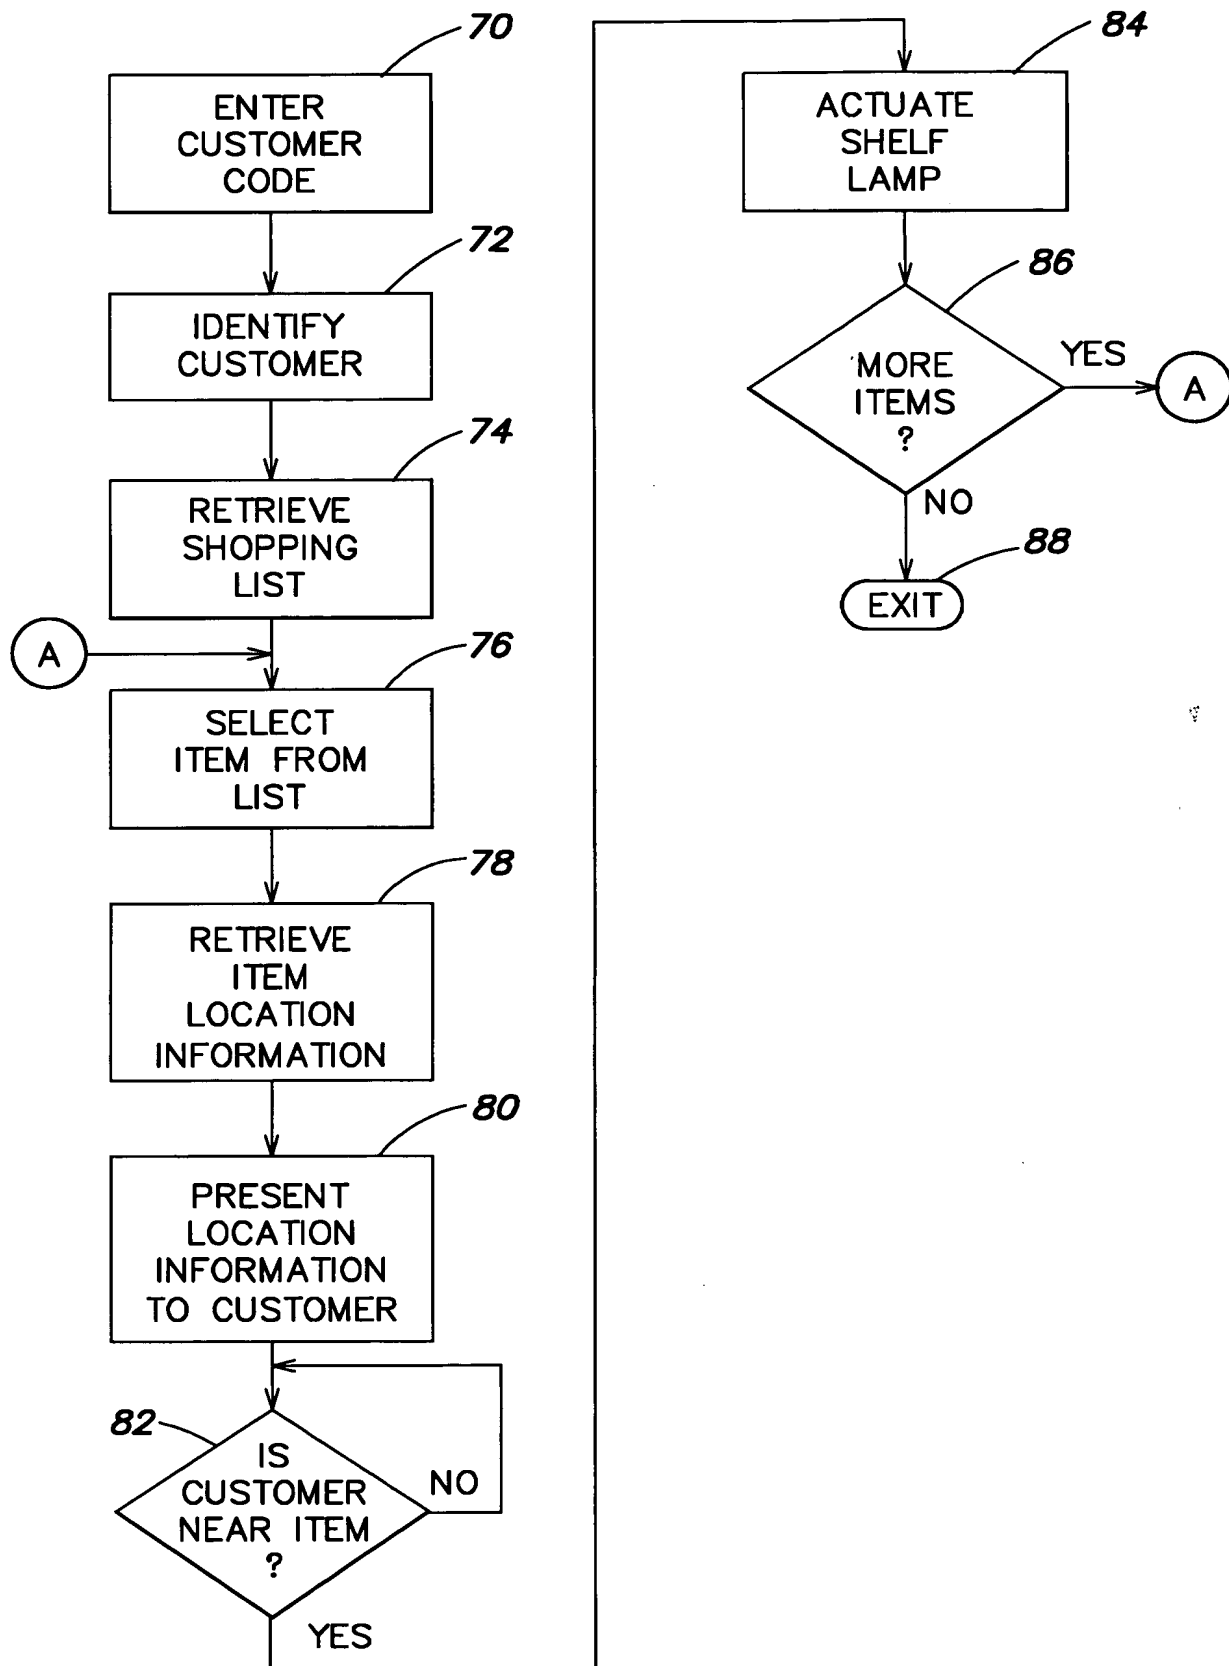 70
ENTER
CUSTOMER
CODE
72
IDENTIFY
CUSTOMER
74
RETRIEVE
SHOPPING
LIST
A
76
SELECT
ITEM FROM
LIST
78
RETRIEVE
ITEM
LOCATION
INFORMATION
80
PRESENT
LOCATION
INFORMATION
TO CUSTOMER
82
IS
CUSTOMER
NEAR ITEM
?
NO
YES
84
ACTUATE
SHELF
LAMP
86
MORE
ITEMS
?
YES
A
NO
88
EXIT